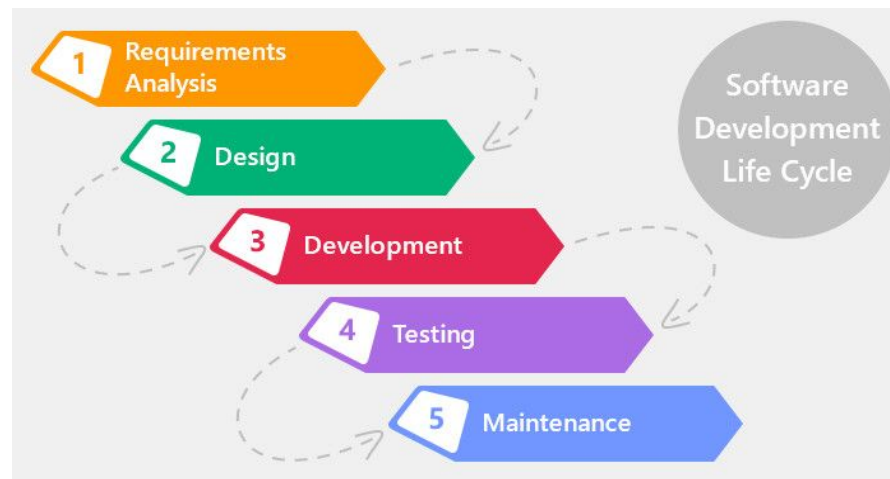 1
Requirements
Analysis
2
Design
3
Development
4
Testing
5
Maintenance
Software
Development
Life Cycle